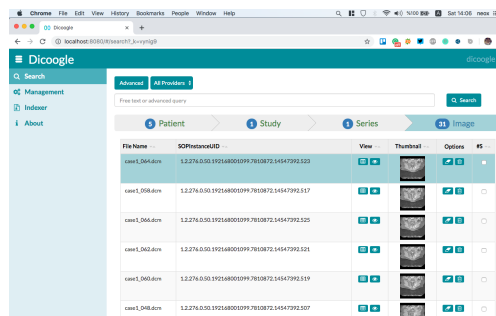 Chrome File Edit View History Bookmarks People Window Help %100 Sat 14:06 neox
Dicoogle
localhost:8080/#/search?_k=vynig9
Dicoogle dicoogle
Search
Management
Indexer
About
Advanced All Providers
Free text or advanced query Search
5 Patient 1 Study 1 Series 31 Image
File Name SOPInstanceUID View Thumbnail Options #S
case1_064.dcm 1.2.276.0.50.192168001099.7810872.14547392.523
case1_058.dcm 1.2.276.0.50.192168001099.7810872.14547392.517
case1_066.dcm 1.2.276.0.50.192168001099.7810872.14547392.525
case1_062.dcm 1.2.276.0.50.192168001099.7810872.14547392.521
case1_060.dcm 1.2.276.0.50.192168001099.7810872.14547392.519
case1_048.dcm 1.2.276.0.50.192168001099.7810872.14547392.507